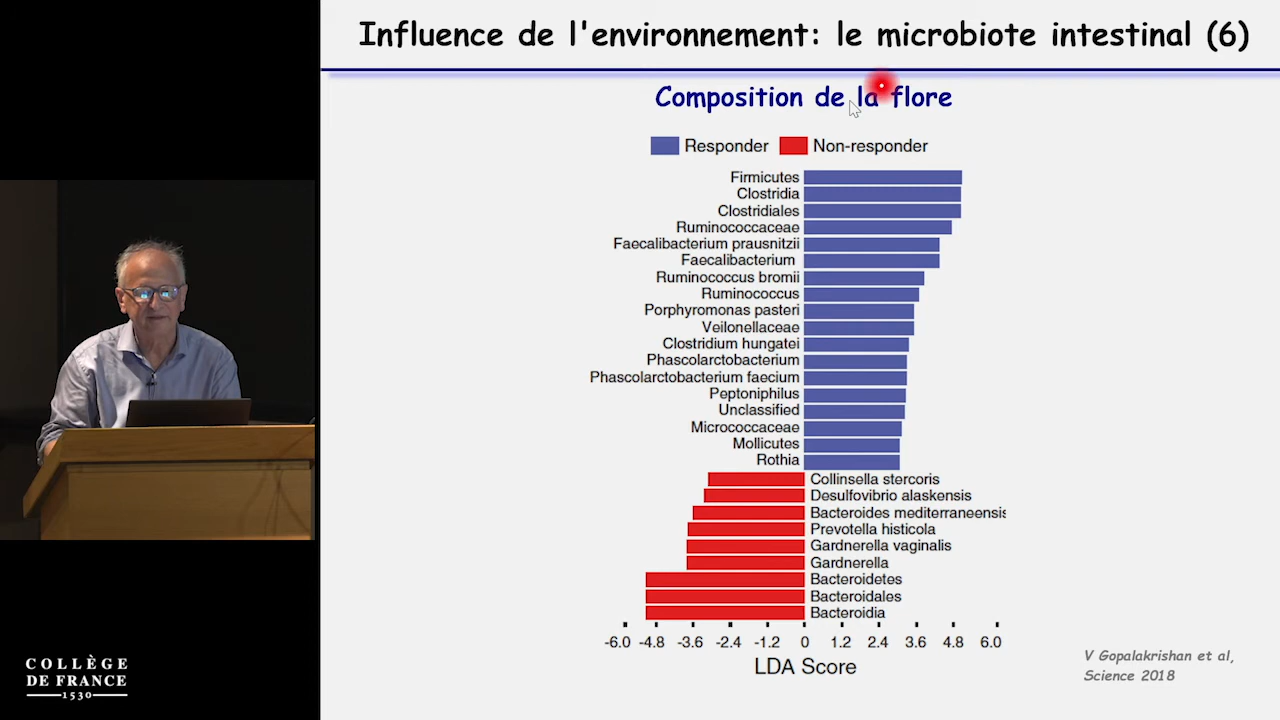 Influence de l'environnement: le microbiote intestinal (6)
Composition de la flore
Responder Non-responder
Firmicutes
Clostridia
Clostridiales
Ruminococcaceae
Faecalibacterium prausnitzii
Faecalibacterium
Ruminococcus bromii
Ruminococcus
Porphyromonas pasteri
Veilonellaceae
Clostridium hungatei
Phascolarctobacterium
Phascolarctobacterium faecium
Peptoniphilus
Unclassified
Micrococcaceae
Mollicutes
Rothia
Collinsella stercoris
Desulfovibrio alaskensis
Bacteroides mediterraneensis
Prevotella histicola
Gardnerella vaginalis
Gardnerella
Bacteroidetes
Bacteroidales
Bacteroidia
-6.0 -4.8 -3.6 -2.4 -1.2 0 1.2 2.4 3.6 4.8 6.0
LDA Score
V Gopalakrishan et al,
Science 2018
COLLÈGE
DE FRANCE
1530